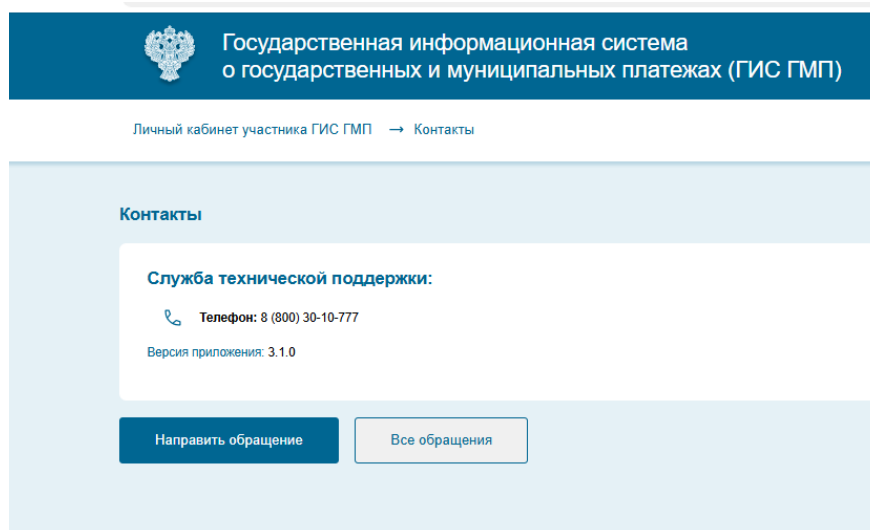 Государственная информационная система
о государственных и муниципальных платежах (ГИС ГМП)
Личный кабинет участника ГИС ГМП → Контакты
Контакты
Служба технической поддержки:
Телефон: 8 (800) 30-10-777
Версия приложения: 3.1.0
Направить обращение Все обращения